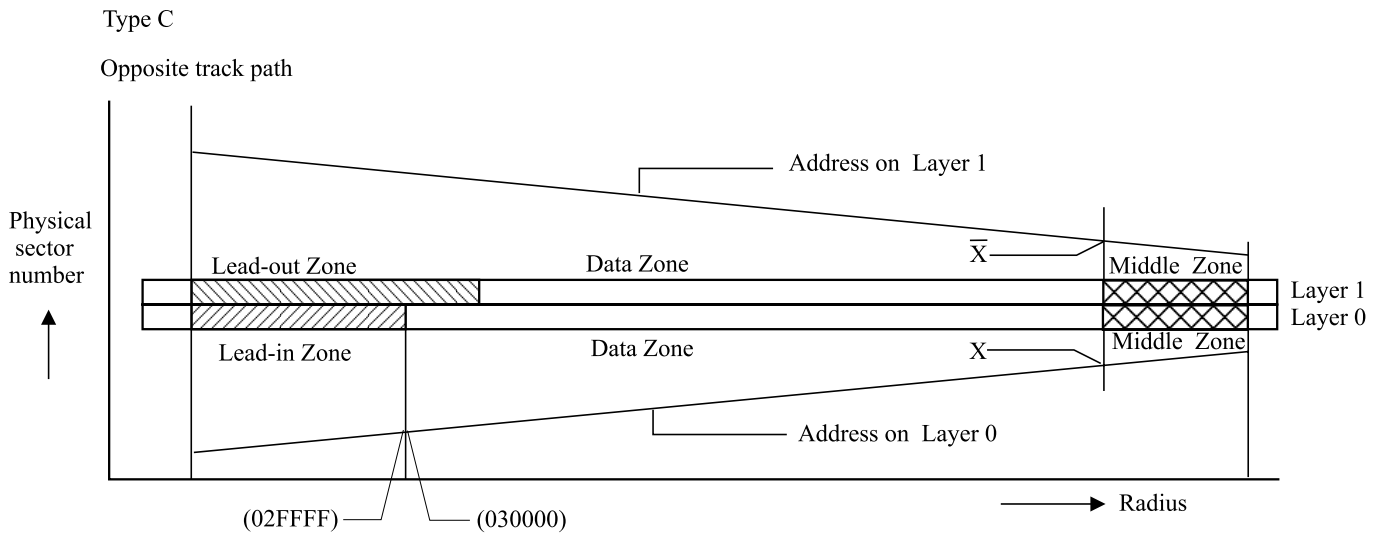 Type C
Opposite track path
Address on Layer 1
Physical
sector
number
X̅
Lead-out Zone
Data Zone
Middle Zone
Layer 1
Layer 0
Lead-in Zone
Data Zone
X
Middle Zone
Address on Layer 0
(02FFFF)
(030000)
Radius